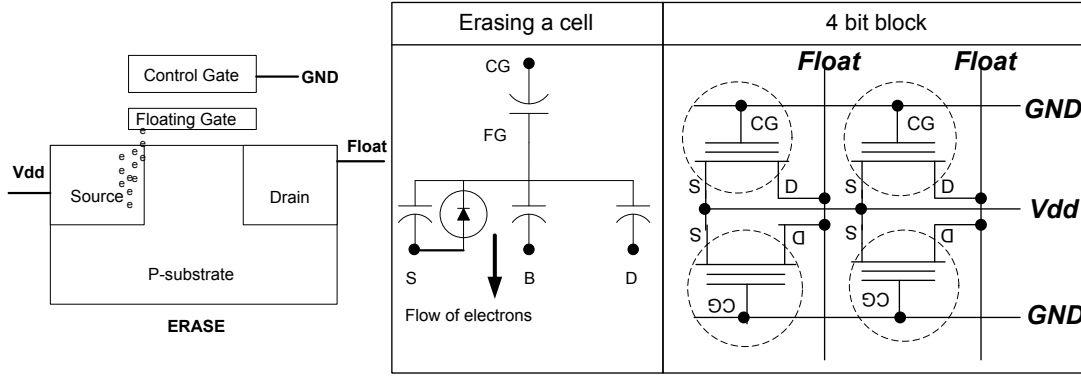 Control Gate
GND
Floating Gate
e
e
e
e
e
e
e
e
e
e
e
Vdd
Float
Source
Drain
P-substrate
ERASE
Erasing a cell
CG
FG
S
B
D
Flow of electrons
4 bit block
Float
Float
GND
CG
CG
S
D
S
D
Vdd
S
D
S
D
CG
CG
GND